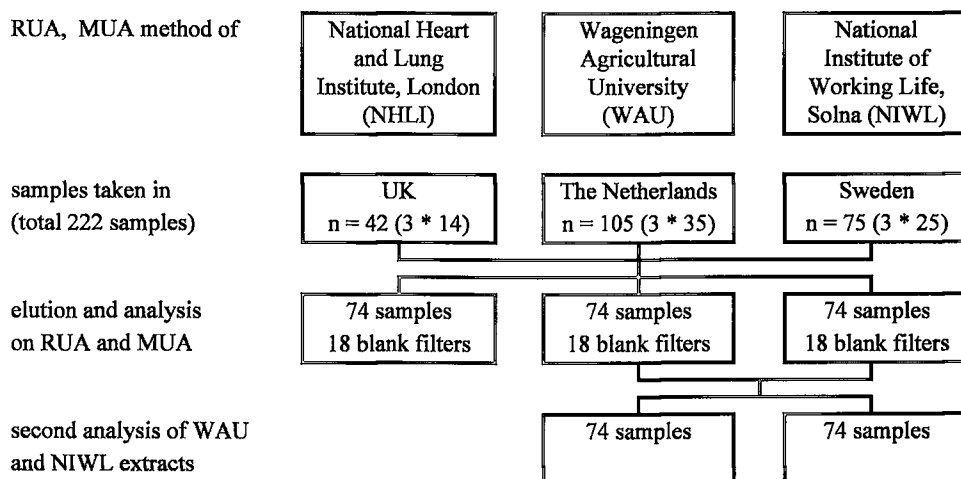 RUA, MUA method of
National Heart
and Lung
Institute, London
(NHLI)
Wageningen
Agricultural
University
(WAU)
National
Institute of
Working Life,
Solna (NIWL)
samples taken in
(total 222 samples)
UK
n = 42 (3 * 14)
The Netherlands
n = 105 (3 * 35)
Sweden
n = 75 (3 * 25)
elution and analysis
on RUA and MUA
74 samples
18 blank filters
74 samples
18 blank filters
74 samples
18 blank filters
second analysis of WAU
and NIWL extracts
74 samples
74 samples